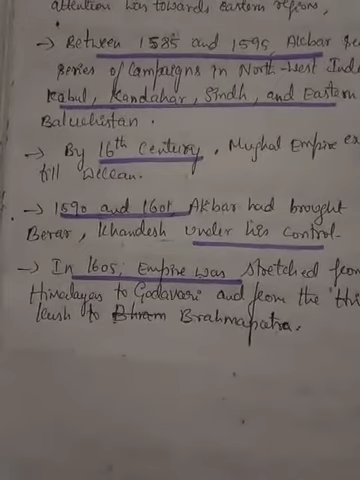 attention was towards eastern regions,
→ Between 1585 and 1595, Akbar
series of campaigns in North-West
Kabul, Kandahar, Sindh, and Eastern
Baluchistan.
→ By 16th Century, Mughal Empire
till Deccan.
→ 1590 and 1601, Akbar had brought
Berar, Khandesh under his control.
→ In 1605, Empire was stretched from
Himalayas to Godavari and from the
kush to Brahmaputra.